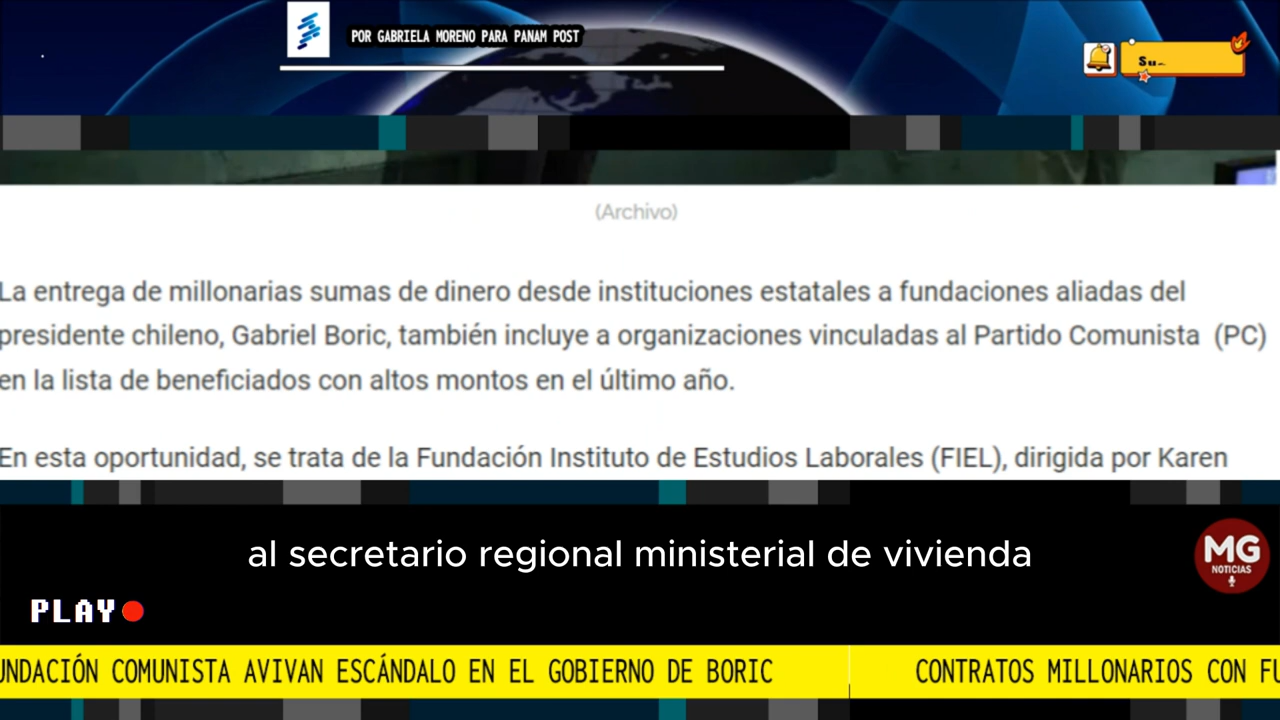 POR GABRIELA MORENO PARA PANAM POST
(Archivo)
La entrega de millonarias sumas de dinero desde instituciones estatales a fundaciones aliadas del
presidente chileno, Gabriel Boric, también incluye a organizaciones vinculadas al Partido Comunista (PC)
en la lista de beneficiados con altos montos en el último año.
En esta oportunidad, se trata de la Fundación Instituto de Estudios Laborales (FIEL), dirigida por Karen
al secretario regional ministerial de vivienda
MG
NOTICIAS
PLAY
UNDACIÓN COMUNISTA AVIVAN ESCÁNDALO EN EL GOBIERNO DE BORIC CONTRATOS MILLONARIOS CON FU